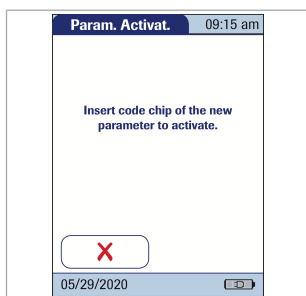 Param. Activat. 09:15 am
Insert code chip of the new
parameter to activate.
05/29/2020